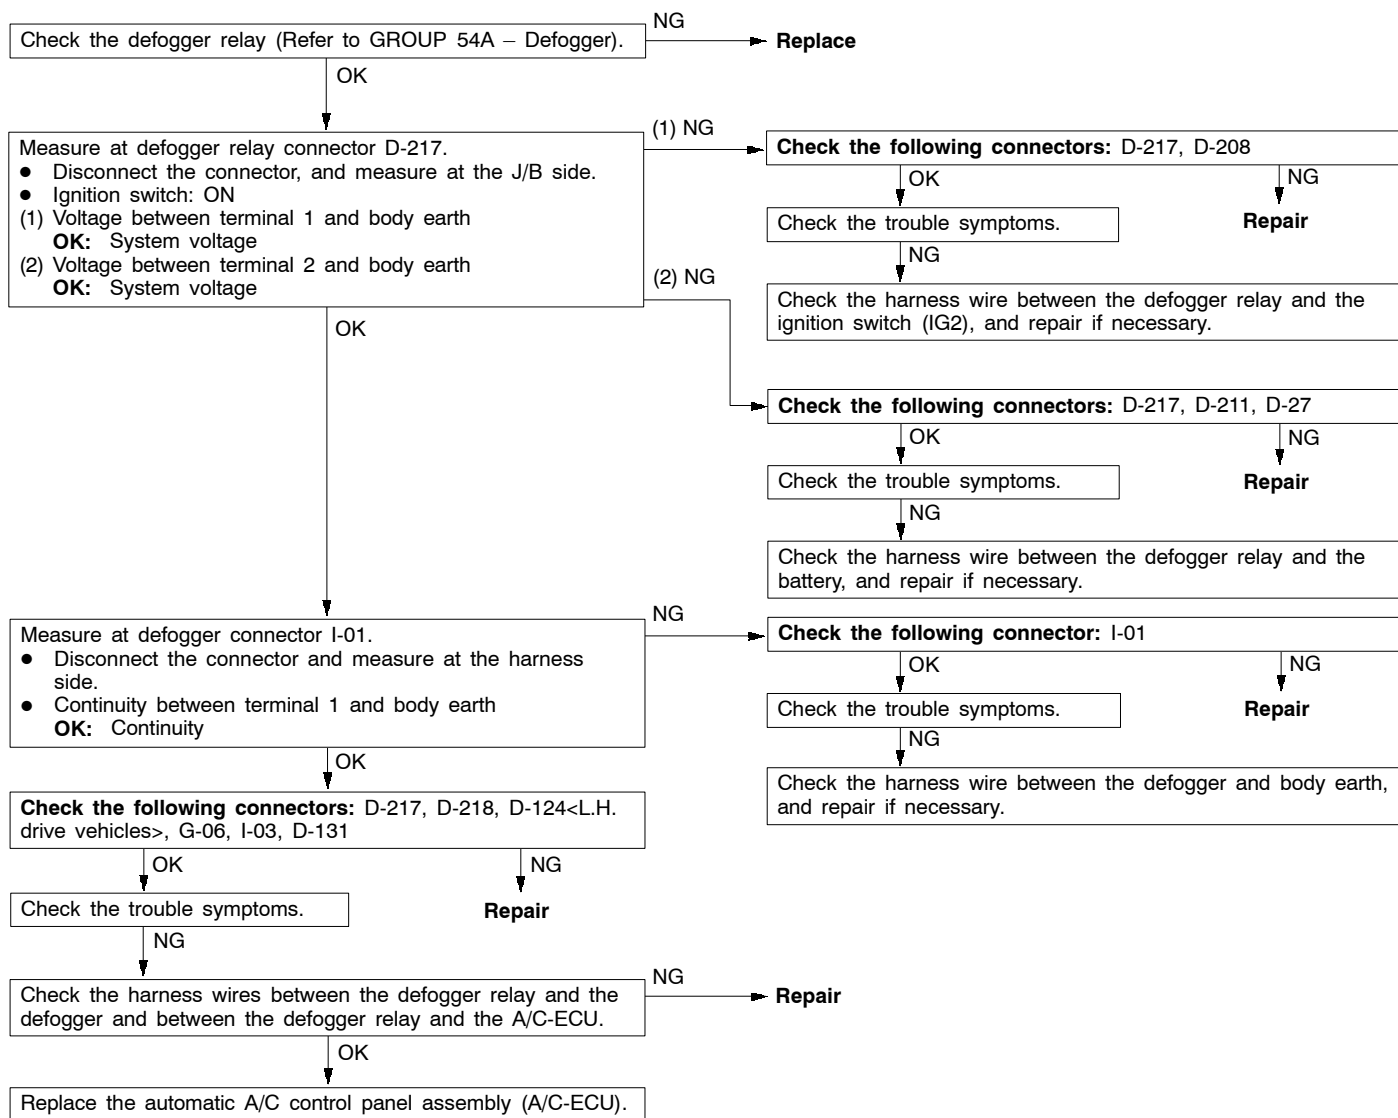 Check the defogger relay (Refer to GROUP 54A – Defogger).
NG
Replace
OK
Measure at defogger relay connector D-217.
● Disconnect the connector, and measure at the J/B side.
● Ignition switch: ON
(1) Voltage between terminal 1 and body earth
OK: System voltage
(2) Voltage between terminal 2 and body earth
OK: System voltage
(1) NG
Check the following connectors: D-217, D-208
OK
NG
Check the trouble symptoms.
Repair
NG
Check the harness wire between the defogger relay and the
ignition switch (IG2), and repair if necessary.
(2) NG
Check the following connectors: D-217, D-211, D-27
OK
NG
Check the trouble symptoms.
Repair
NG
Check the harness wire between the defogger relay and the
battery, and repair if necessary.
OK
Measure at defogger connector I-01.
● Disconnect the connector and measure at the harness
side.
● Continuity between terminal 1 and body earth
OK: Continuity
NG
Check the following connector: I-01
OK
NG
Check the trouble symptoms.
Repair
NG
Check the harness wire between the defogger and body earth,
and repair if necessary.
OK
Check the following connectors: D-217, D-218, D-124<L.H.
drive vehicles>, G-06, I-03, D-131
OK
NG
Check the trouble symptoms.
Repair
NG
Check the harness wires between the defogger relay and the
defogger and between the defogger relay and the A/C-ECU.
NG
Repair
OK
Replace the automatic A/C control panel assembly (A/C-ECU).